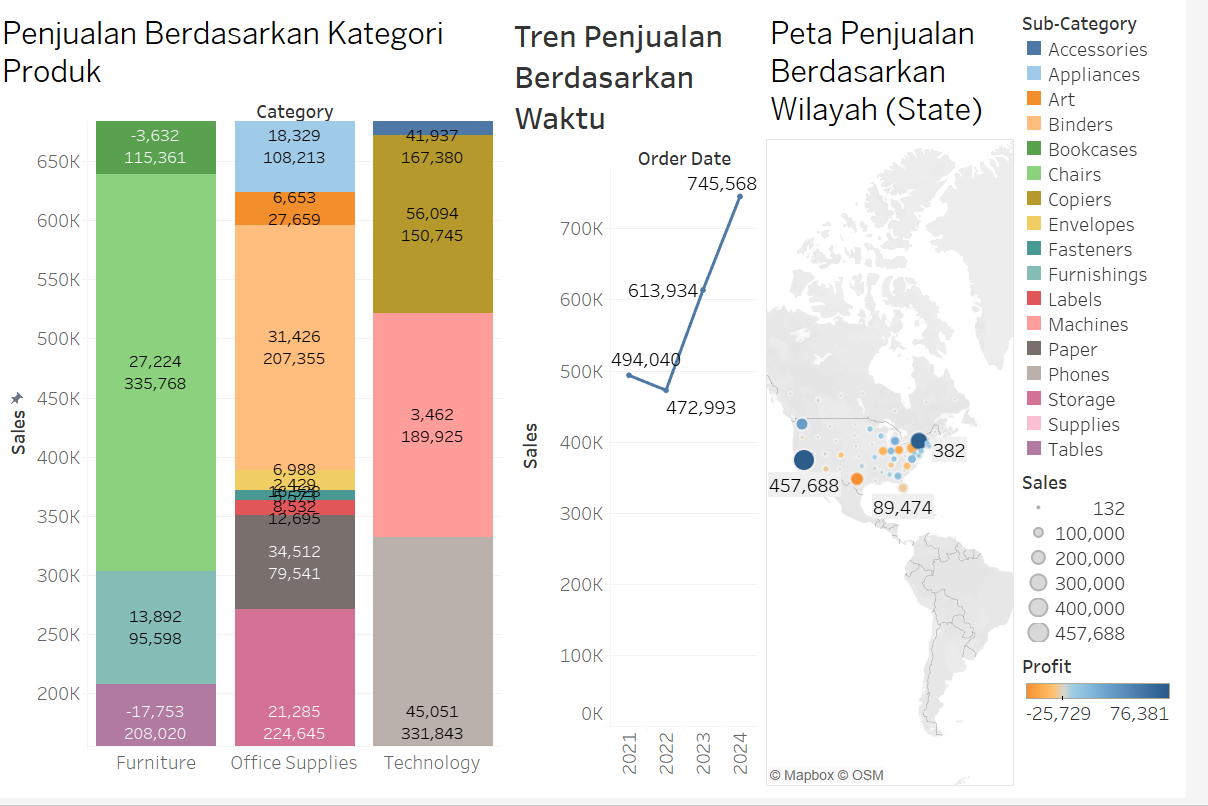 Penjualan Berdasarkan Kategori
Produk
Category
650K
600K
550K
500K
450K
400K
350K
300K
250K
200K
Sales
-3,632
115,361
27,224
335,768
13,892
95,598
-17,753
208,020
18,329
108,213
6,653
27,659
31,426
207,355
6,988
2,429
8,532
12,695
34,512
79,541
21,285
224,645
41,937
167,380
56,094
150,745
3,462
189,925
45,051
331,843
Furniture
Office Supplies
Technology
Tren Penjualan
Berdasarkan
Waktu
Order Date
745,568
613,934
494,040
472,993
700K
600K
500K
400K
300K
200K
100K
0K
Sales
2021
2022
2023
2024
Peta Penjualan
Berdasarkan
Wilayah (State)
382
457,688
89,474
© Mapbox © OSM
Sub-Category
Accessories
Appliances
Art
Binders
Bookcases
Chairs
Copiers
Envelopes
Fasteners
Furnishings
Labels
Machines
Paper
Phones
Storage
Supplies
Tables
Sales
132
100,000
200,000
300,000
400,000
457,688
Profit
-25,729 76,381